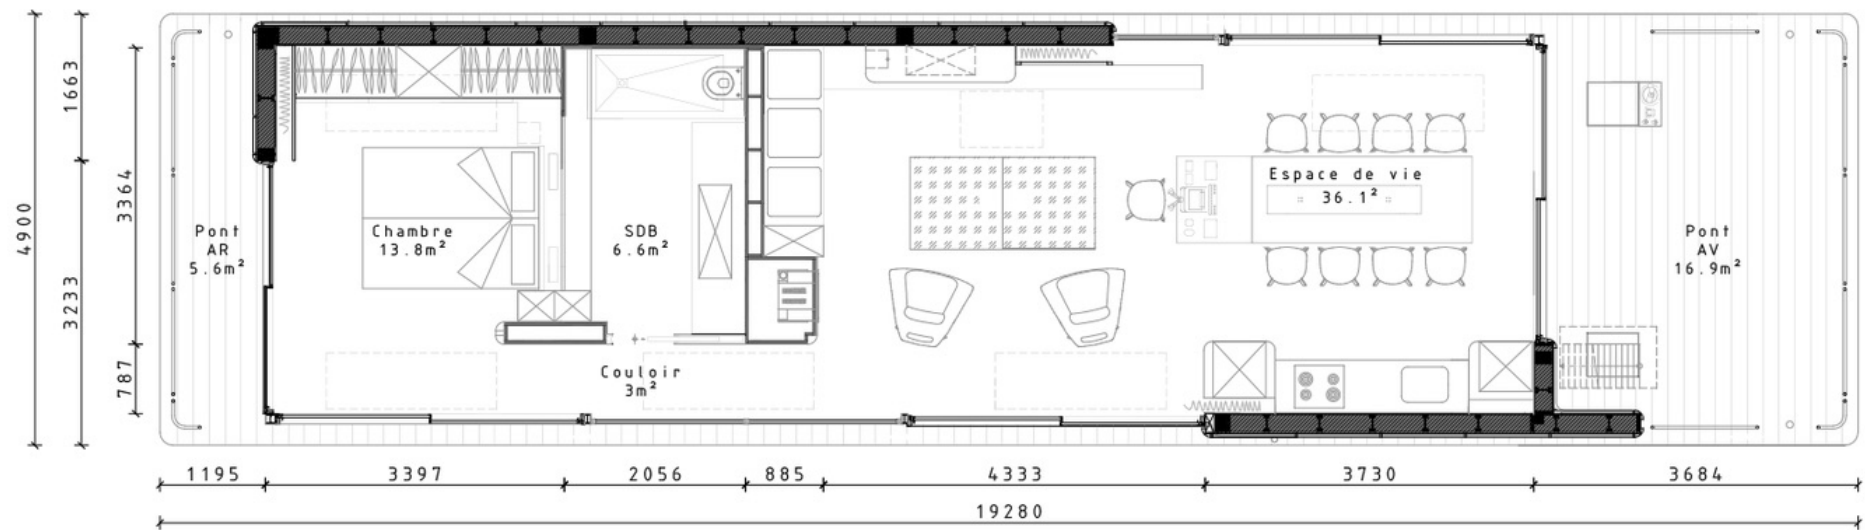 4900
1663
3233
3364
787
Pont
AR
5.6m²
Chambre
13.8m²
SDB
6.6m²
Couloir
3m²
Espace de vie
36.1²
Pont
AV
16.9m²
1195
3397
2056
885
4333
3730
3684
19280